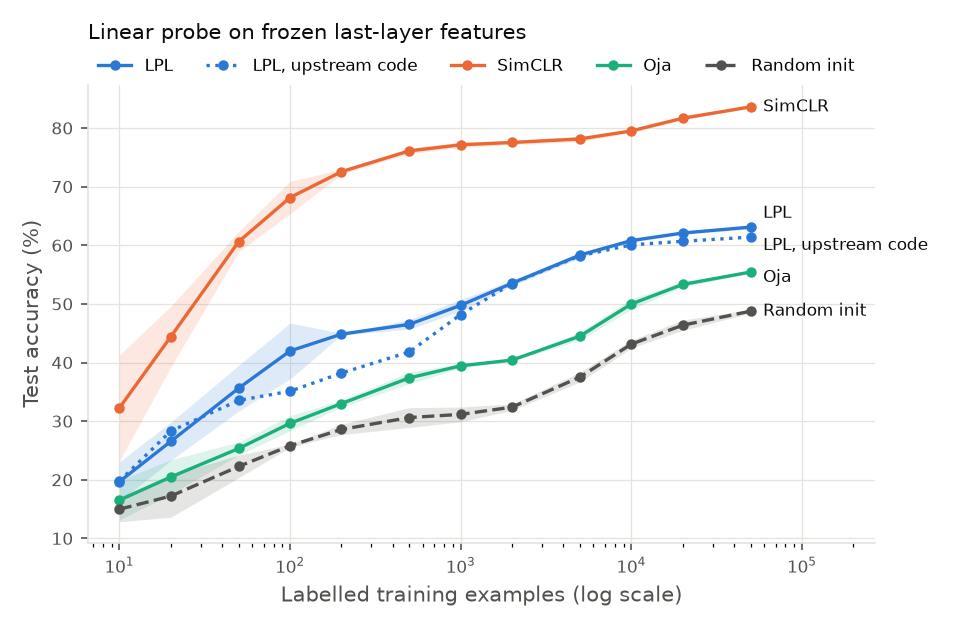 Linear probe on frozen last-layer features
LPL LPL, upstream code SimCLR Oja Random init
SimCLR
LPL
LPL, upstream code
Oja
Random init
Test accuracy (%)
80
70
60
50
40
30
20
10
10¹ 10² 10³ 10⁴ 10⁵
Labelled training examples (log scale)